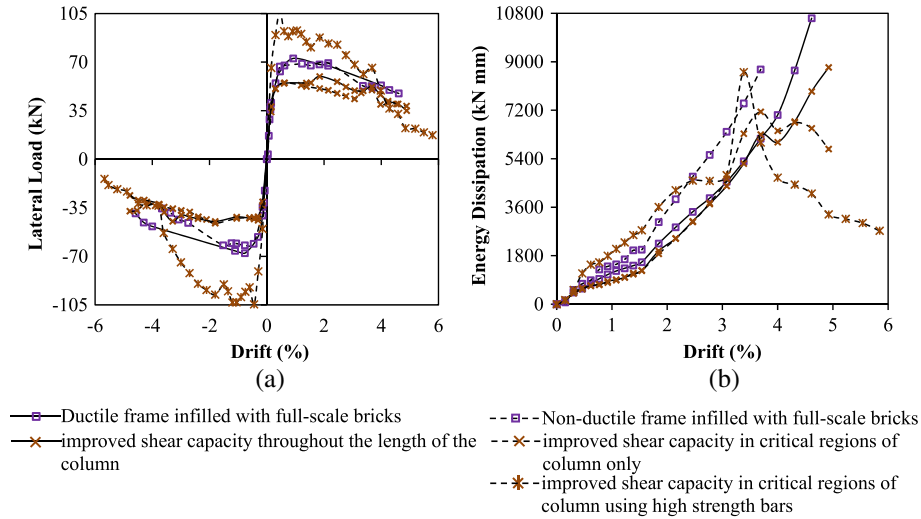 105
70
35
0
-35
-70
-105
-6
-4
-2
0
2
4
6
Lateral Load (kN)
Drift (%)
(a)
10800
9000
7200
5400
3600
1800
0
0
1
2
3
4
5
6
Energy Dissipation (kN mm)
Drift (%)
(b)
Ductile frame infilled with full-scale bricks
improved shear capacity throughout the length of the
column
Non-ductile frame infilled with full-scale bricks
improved shear capacity in critical regions of
column only
improved shear capacity in critical regions of
column using high strength bars